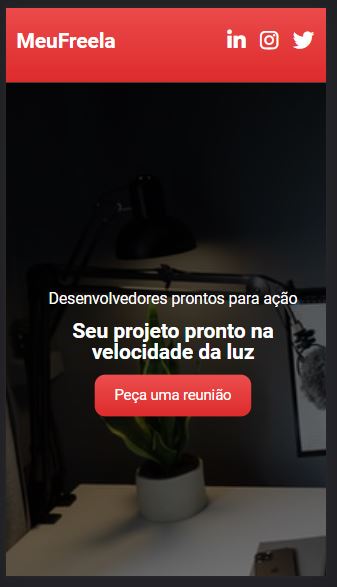 MeuFreela
Desenvolvedores prontos para ação
Seu projeto pronto na
velocidade da luz
Peça uma reunião